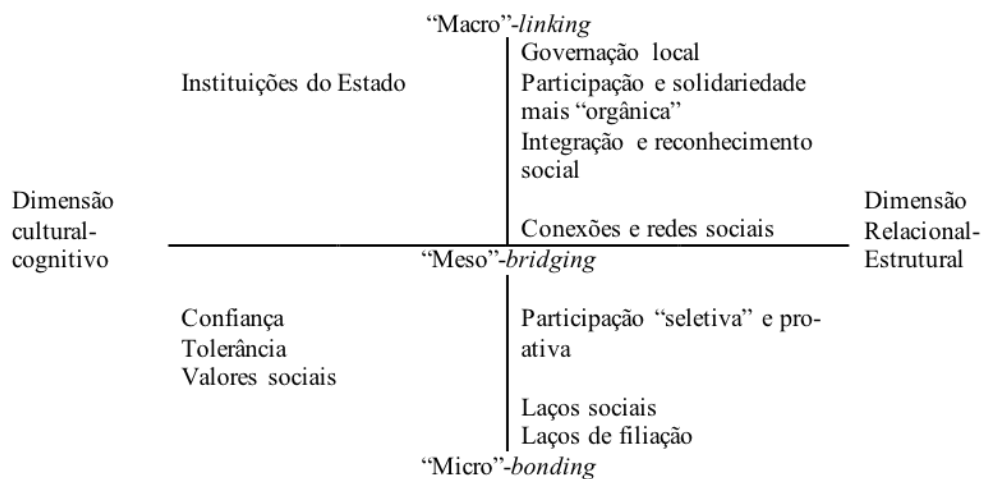 “Macro”-linking
Governação local
Instituições do Estado
Participação e solidariedade
mais “orgânica”
Integração e reconhecimento
social
Dimensão
cultural-
cognitivo
Conexões e redes sociais
Dimensão
Relacional-
Estrutural
“Meso”-bridging
Confiança
Tolerância
Valores sociais
Participação “seletiva” e pro-
ativa
Laços sociais
Laços de filiação
“Micro”-bonding